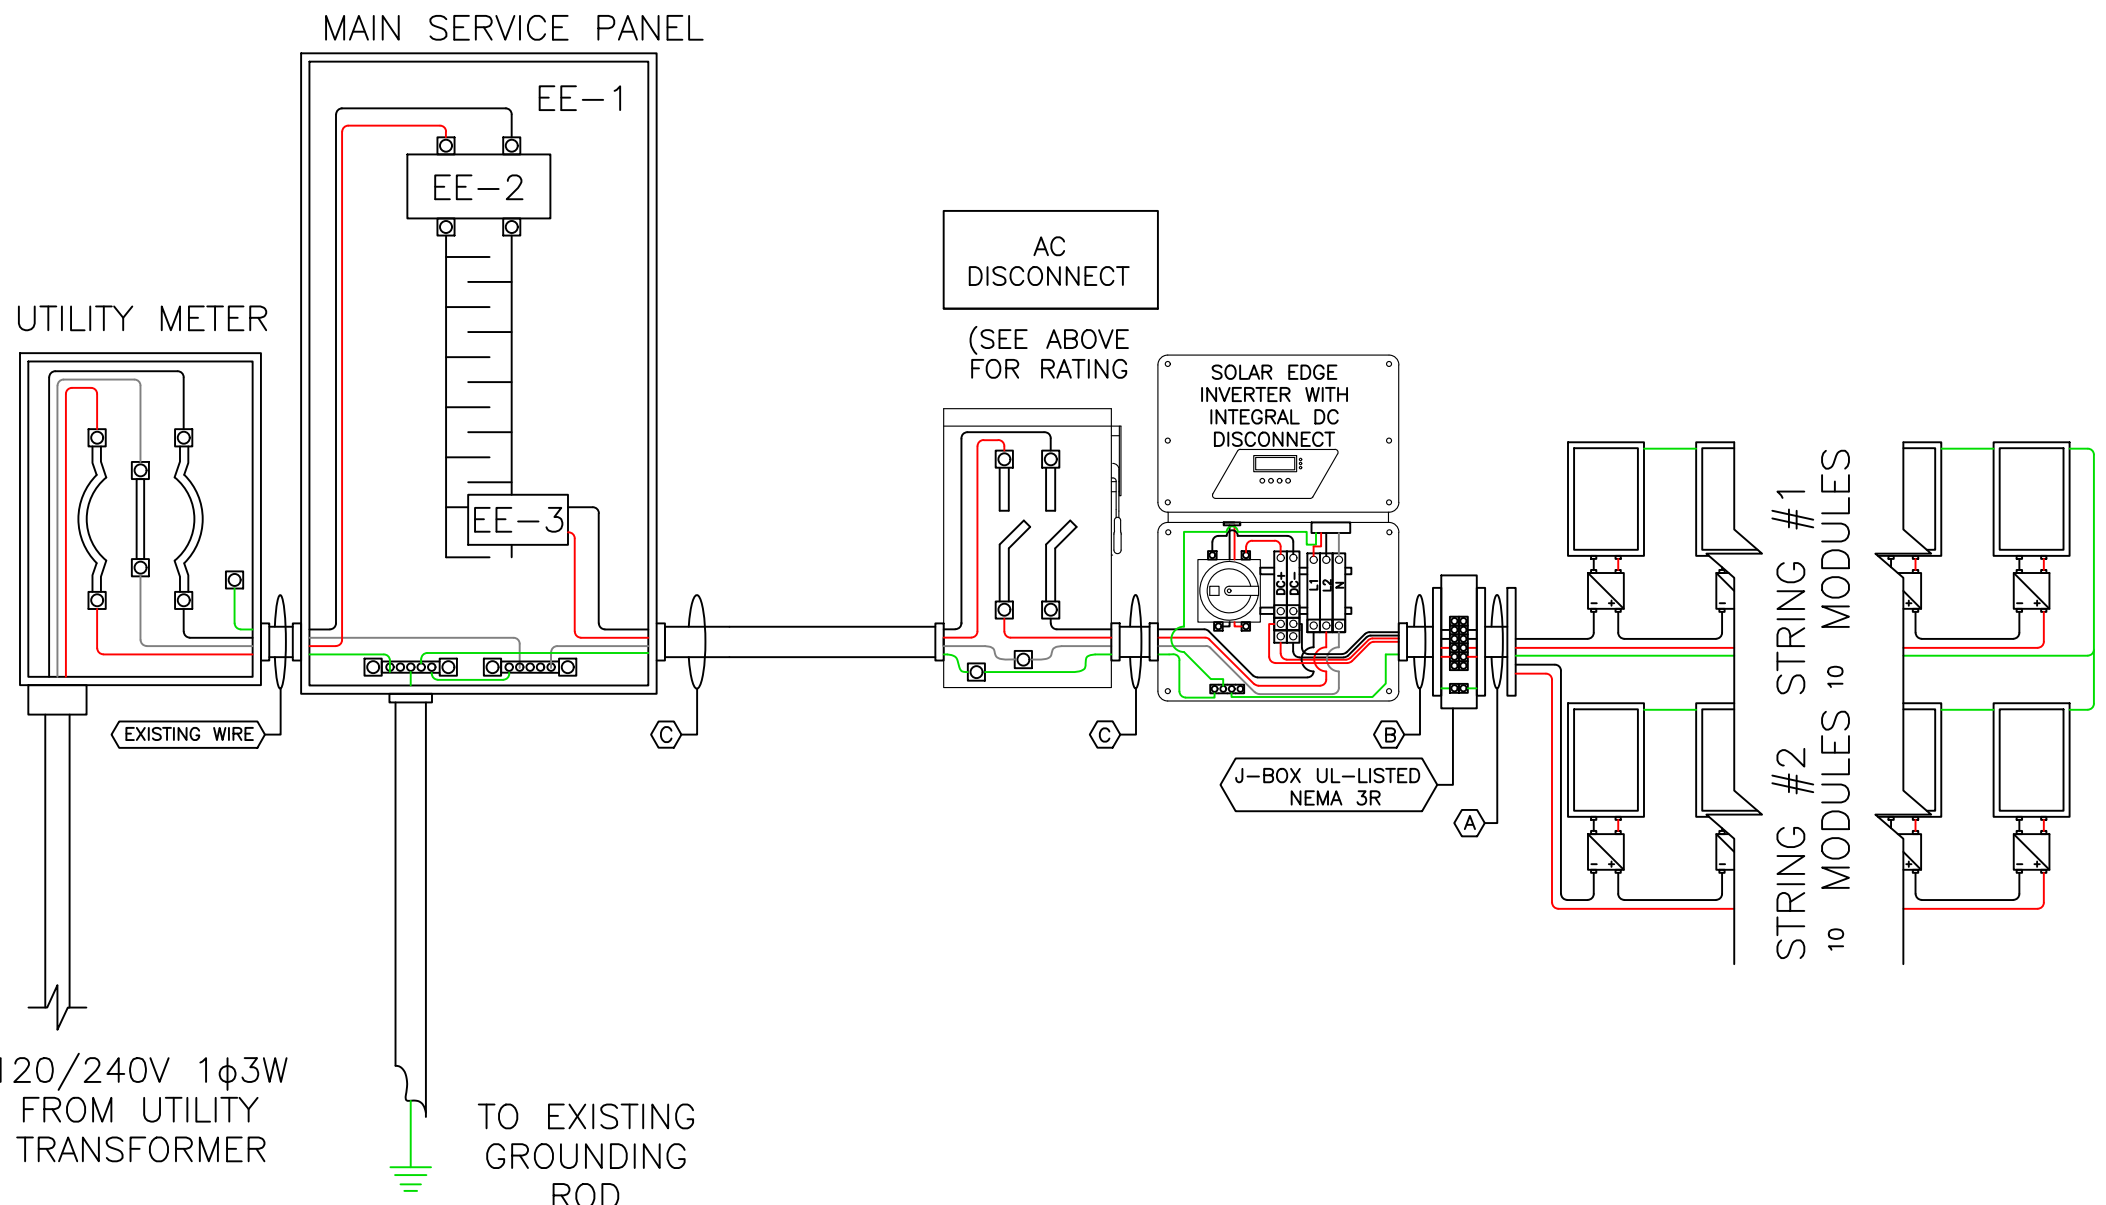 MAIN SERVICE PANEL
EE-1
EE-2
EE-3
UTILITY METER
EXISTING WIRE
120/240V 1ϕ3W
FROM UTILITY
TRANSFORMER
TO EXISTING
GROUNDING
ROD
C
AC
DISCONNECT
(SEE ABOVE
FOR RATING
C
SOLAR EDGE
INVERTER WITH
INTEGRAL DC
DISCONNECT
DC+
DC-
L1
L2
N
B
J-BOX UL-LISTED
NEMA 3R
A
STRING #1
10 MODULES
STRING #2
10 MODULES
- +
-
+
- +
- +
-
+
- +